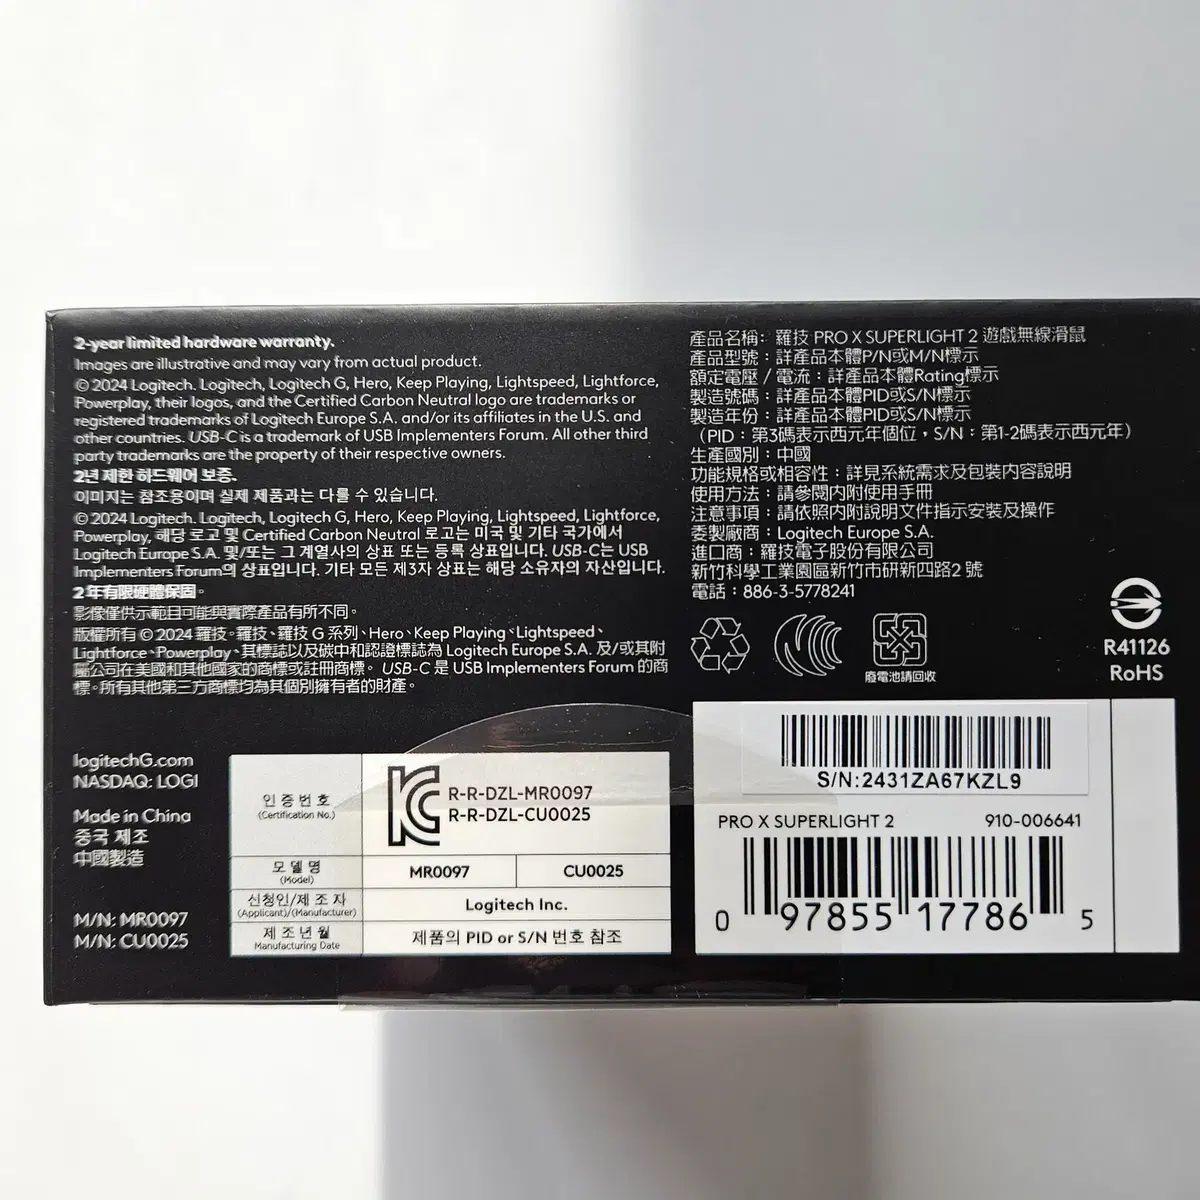 2-year limited hardware warranty.
Images are illustrative and may vary from actual product.
© 2024 Logitech. Logitech, Logitech G, Hero, Keep Playing, Lightspeed, Lightforce,
Powerplay, their logos, and the Certified Carbon Neutral logo are trademarks or
registered trademarks of Logitech Europe S.A. and/or its affiliates in the U.S. and
other countries. USB-C is a trademark of USB Implementers Forum. All other third
party trademarks are the property of their respective owners.
2년 제한 하드웨어 보증.
이미지는 참조용이며 실제 제품과는 다를 수 있습니다.
© 2024 Logitech. Logitech, Logitech G, Hero, Keep Playing, Lightspeed, Lightforce,
Powerplay, 해당 로고 및 Certified Carbon Neutral 로고는 미국 및 기타 국가에서
Logitech Europe S.A. 및/또는 그 계열사의 상표 또는 등록 상표입니다. USB-C는 USB
Implementers Forum의 상표입니다. 기타 모든 제3자 상표는 해당 소유자의 자산입니다.
2 年有限硬體保固。
影像僅供示範且可能與實際產品有所不同。
版權所有 © 2024 羅技。羅技、羅技 G 系列、Hero、Keep Playing、Lightspeed、
Lightforce、Powerplay、其標誌以及碳中和認證標誌為 Logitech Europe S.A. 及/或其附
屬公司在美國和其他國家的商標或註冊商標。 USB-C 是 USB Implementers Forum 的商
標。所有其他第三方商標均為其個別擁有者的財產。
logitechG.com
NASDAQ: LOGI
Made in China
중국 제조
中國製造
M/N: MR0097
M/N: CU0025
인 증 번 호
(Certification No.)
R-R-DZL-MR0097
R-R-DZL-CU0025
모 델 명
(Model)
MR0097
CU0025
신청인/제 조 자
(Applicant)/(Manufacturer)
Logitech Inc.
제 조 년 월
Manufacturing Date
제품의 PID or S/N 번호 참조
產品名稱: 羅技 PRO X SUPERLIGHT 2 遊戲無線滑鼠
產品型號：詳產品本體P/N或M/N標示
額定電壓 / 電流：詳產品本體Rating標示
製造號碼：詳產品本體PID或S/N標示
製造年份：詳產品本體PID或S/N標示
（PID：第3碼表示西元年個位，S/N：第1-2碼表示西元年）
生產國別：中國
功能規格或相容性：詳見系統需求及包裝內容說明
使用方法：請參閱內附使用手冊
注意事項：請依照內附說明文件指示安裝及操作
委製廠商：Logitech Europe S.A.
進口商：羅技電子股份有限公司
新竹科學工業園區新竹市研新四路2 號
電話：886-3-5778241
廢電池請回收
R41126
RoHS
S/N:2431ZA67KZL9
PRO X SUPERLIGHT 2 910-006641
0 97855 17786 5